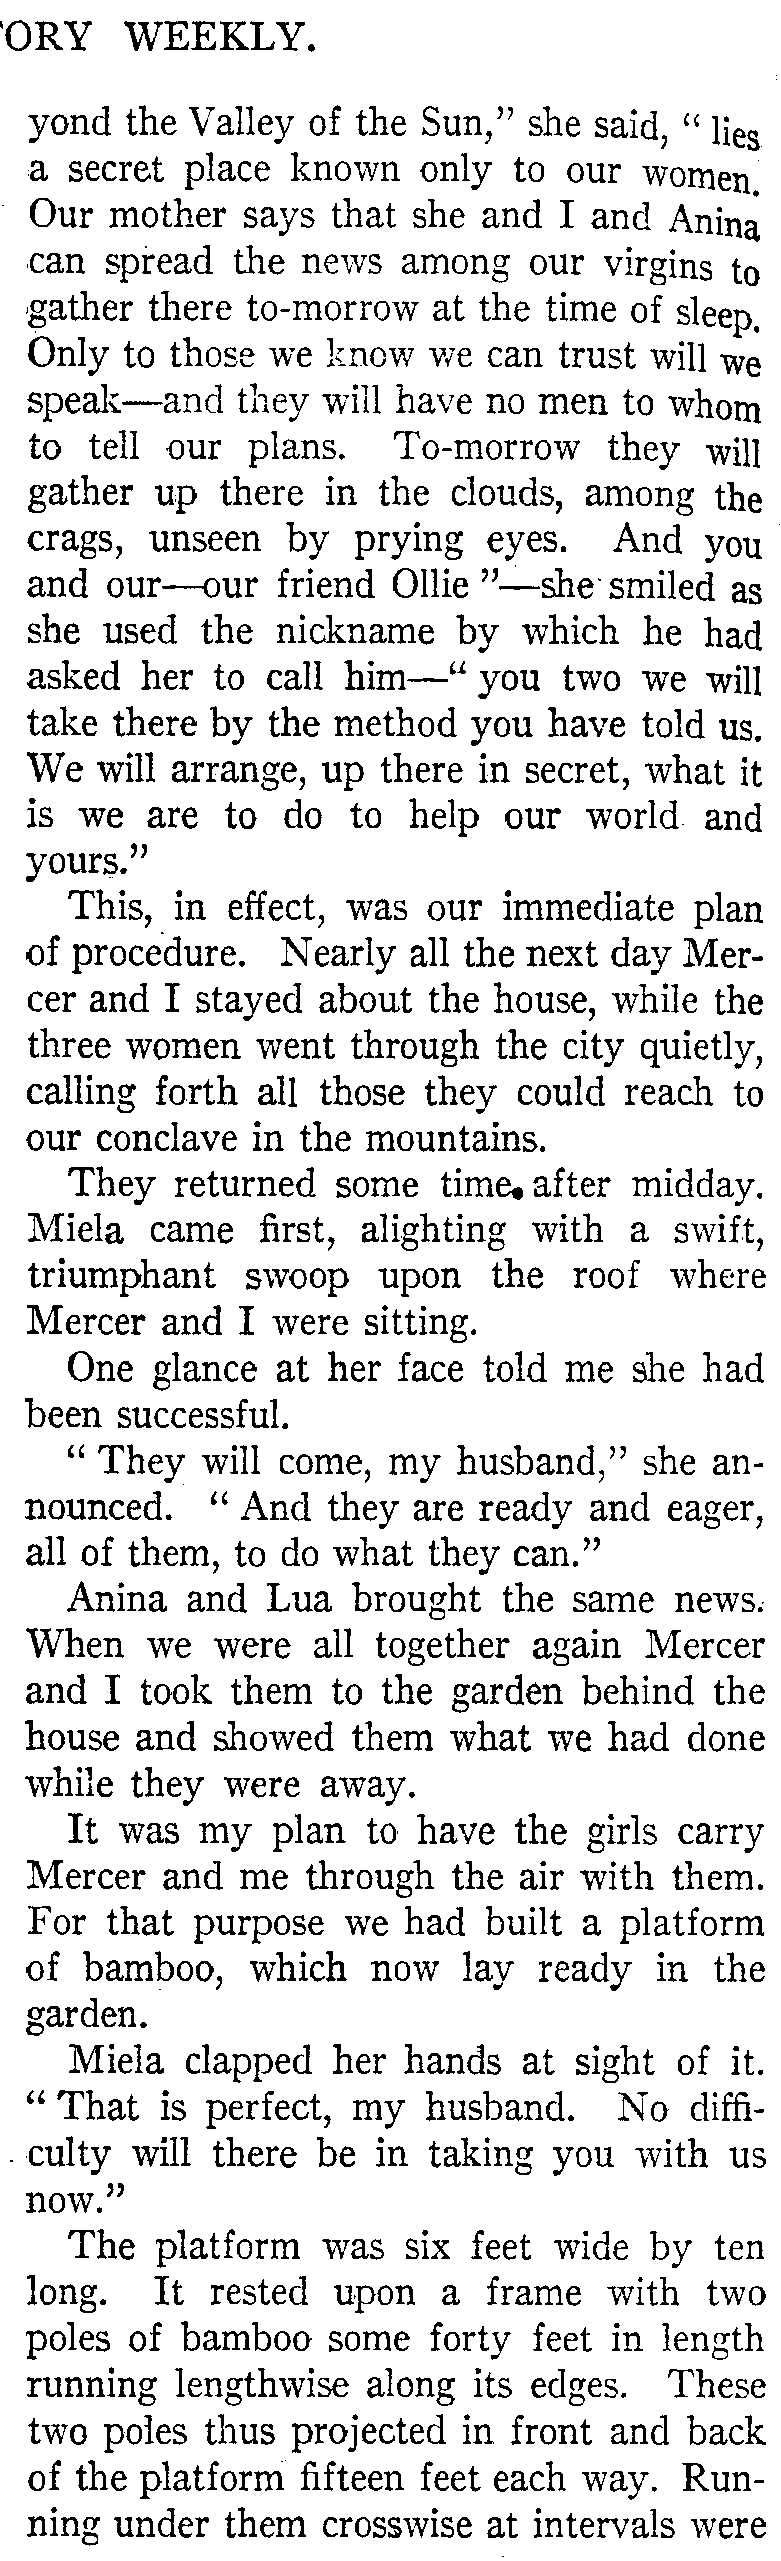 ORY WEEKLY.
yond the Valley of the Sun,” she said, “ lies
a secret place known only to our women.
Our mother says that she and I and Anina
can spread the news among our virgins to
gather there to-morrow at the time of sleep.
Only to those we know we can trust will we
speak—and they will have no men to whom
to tell our plans. To-morrow they will
gather up there in the clouds, among the
crags, unseen by prying eyes. And you
and our—our friend Ollie ”—she smiled as
she used the nickname by which he had
asked her to call him—“ you two we will
take there by the method you have told us.
We will arrange, up there in secret, what it
is we are to do to help our world and
yours.”
This, in effect, was our immediate plan
of procedure. Nearly all the next day Mer-
cer and I stayed about the house, while the
three women went through the city quietly,
calling forth all those they could reach to
our conclave in the mountains.
They returned some time. after midday.
Miela came first, alighting with a swift,
triumphant swoop upon the roof where
Mercer and I were sitting.
One glance at her face told me she had
been successful.
“ They will come, my husband,” she an-
nounced. “ And they are ready and eager,
all of them, to do what they can.”
Anina and Lua brought the same news.
When we were all together again Mercer
and I took them to the garden behind the
house and showed them what we had done
while they were away.
It was my plan to have the girls carry
Mercer and me through the air with them.
For that purpose we had built a platform
of bamboo, which now lay ready in the
garden.
Miela clapped her hands at sight of it.
“ That is perfect, my husband. No diffi-
culty will there be in taking you with us
now.”
The platform was six feet wide by ten
long. It rested upon a frame with two
poles of bamboo some forty feet in length
running lengthwise along its edges. These
two poles thus projected in front and back
of the platform fifteen feet each way. Run-
ning under them crosswise at intervals were